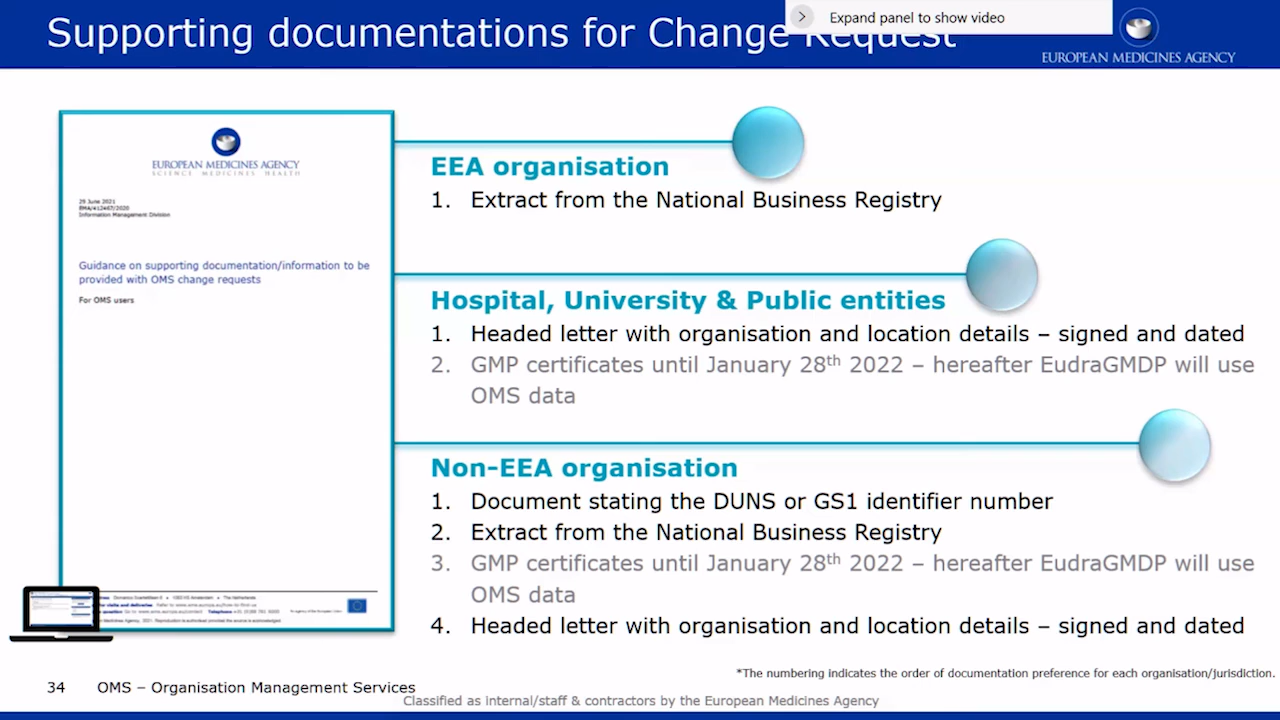 Supporting documentations for Change Request
Expand panel to show video
EUROPEAN MEDICINES AGENCY
EUROPEAN MEDICINES AGENCY
SCIENCE MEDICINES HEALTH
EMA/412467/2020
Information Management Division
Guidance on supporting documentation/information to be
provided with OMS change requests
For OMS users
EEA organisation
1. Extract from the National Business Registry
Hospital, University & Public entities
1. Headed letter with organisation and location details – signed and dated
2. GMP certificates until January 28th 2022 – hereafter EudraGMDP will use
OMS data
Non-EEA organisation
1. Document stating the DUNS or GS1 identifier number
2. Extract from the National Business Registry
3. GMP certificates until January 28th 2022 – hereafter EudraGMDP will use
OMS data
4. Headed letter with organisation and location details – signed and dated
*The numbering indicates the order of documentation preference for each organisation/jurisdiction.
34 OMS – Organisation Management Services
Classified as internal/staff & contractors by the European Medicines Agency